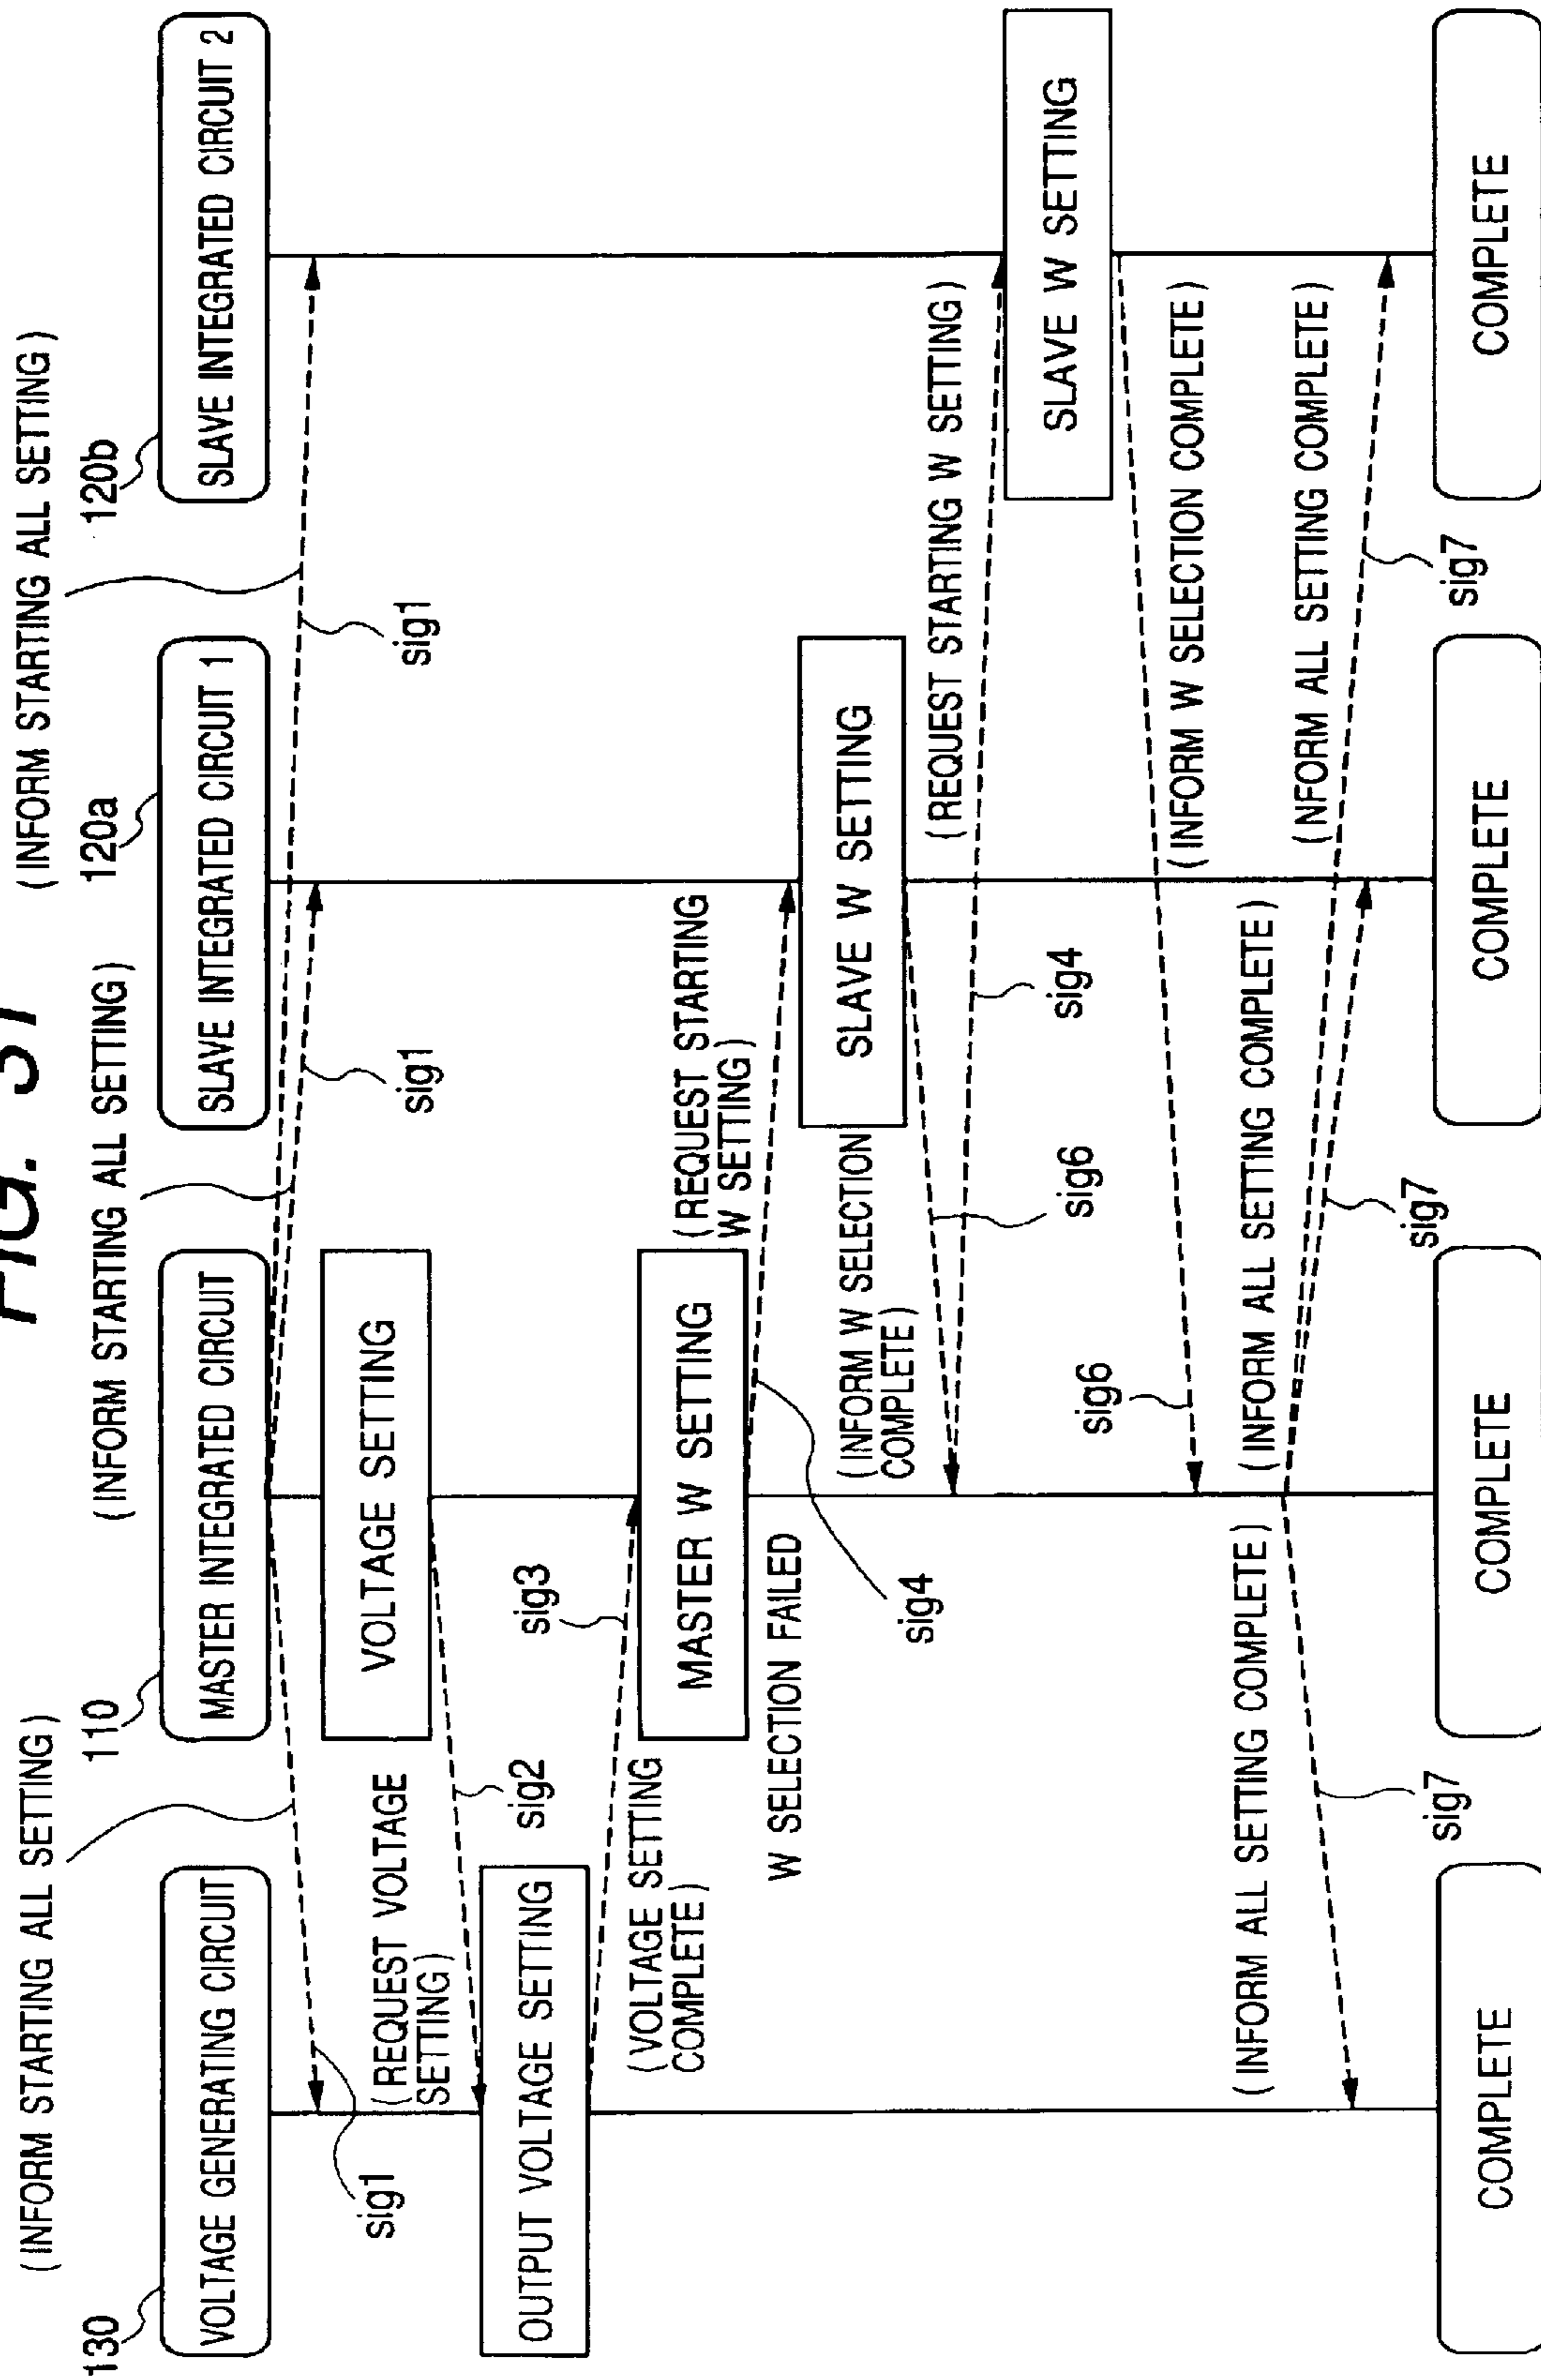 FIG. 31
(INFORM STARTING ALL SETTING)
(INFORM STARTING ALL SETTING)
(INFORM STARTING ALL SETTING)
130
110
120a
120b
VOLTAGE GENERATING CIRCUIT
MASTER INTEGRATED CIRCUIT
SLAVE INTEGRATED CIRCUIT 1
SLAVE INTEGRATED CIRCUIT 2
sig1
sig1
sig1
VOLTAGE SETTING
(REQUEST VOLTAGE
SETTING)
sig2
OUTPUT VOLTAGE SETTING
sig3
(VOLTAGE SETTING
COMPLETE)
MASTER W SETTING
W SELECTION FAILED
(REQUEST STARTING
W SETTING)
sig4
SLAVE W SETTING
(INFORM W SELECTION
COMPLETE)
sig6
(REQUEST STARTING W SETTING)
sig4
SLAVE W SETTING
sig6
(INFORM W SELECTION COMPLETE)
(INFORM ALL SETTING COMPLETE)
(INFORM ALL SETTING COMPLETE)
(NFORM ALL SETTING COMPLETE)
sig7
sig7
sig7
COMPLETE
COMPLETE
COMPLETE
COMPLETE